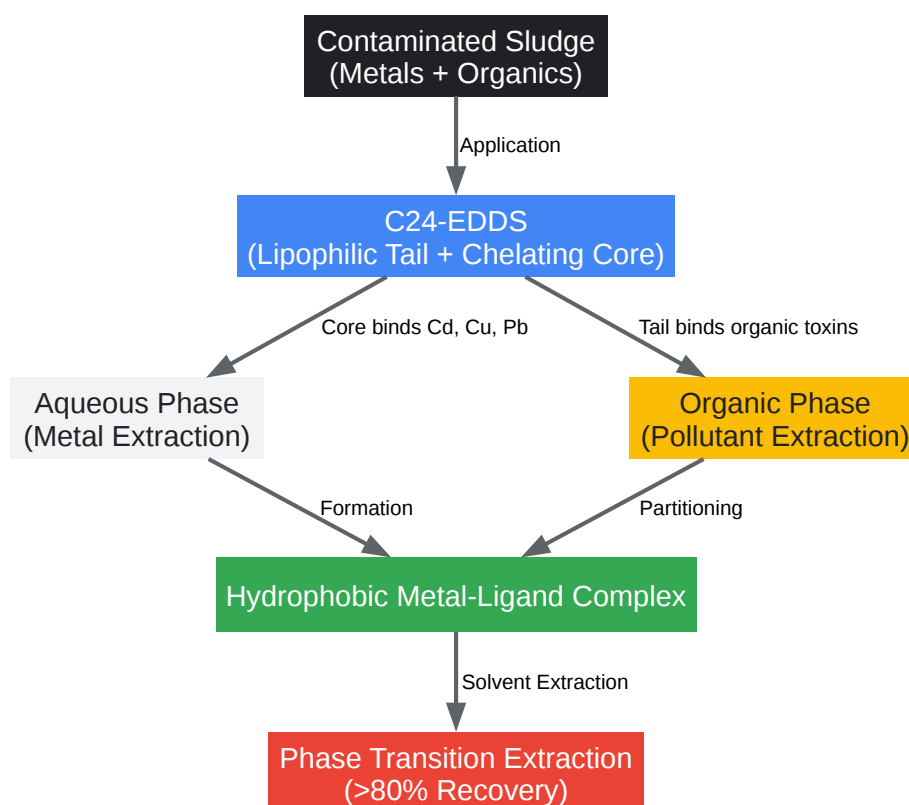 Contaminated Sludge
(Metals + Organics)
Application
C24-EDDS
(Lipophilic Tail + Chelating Core)
Core binds Cd, Cu, Pb
Tail binds organic toxins
Aqueous Phase
(Metal Extraction)
Organic Phase
(Pollutant Extraction)
Formation
Partitioning
Hydrophobic Metal-Ligand Complex
Solvent Extraction
Phase Transition Extraction
(>80% Recovery)